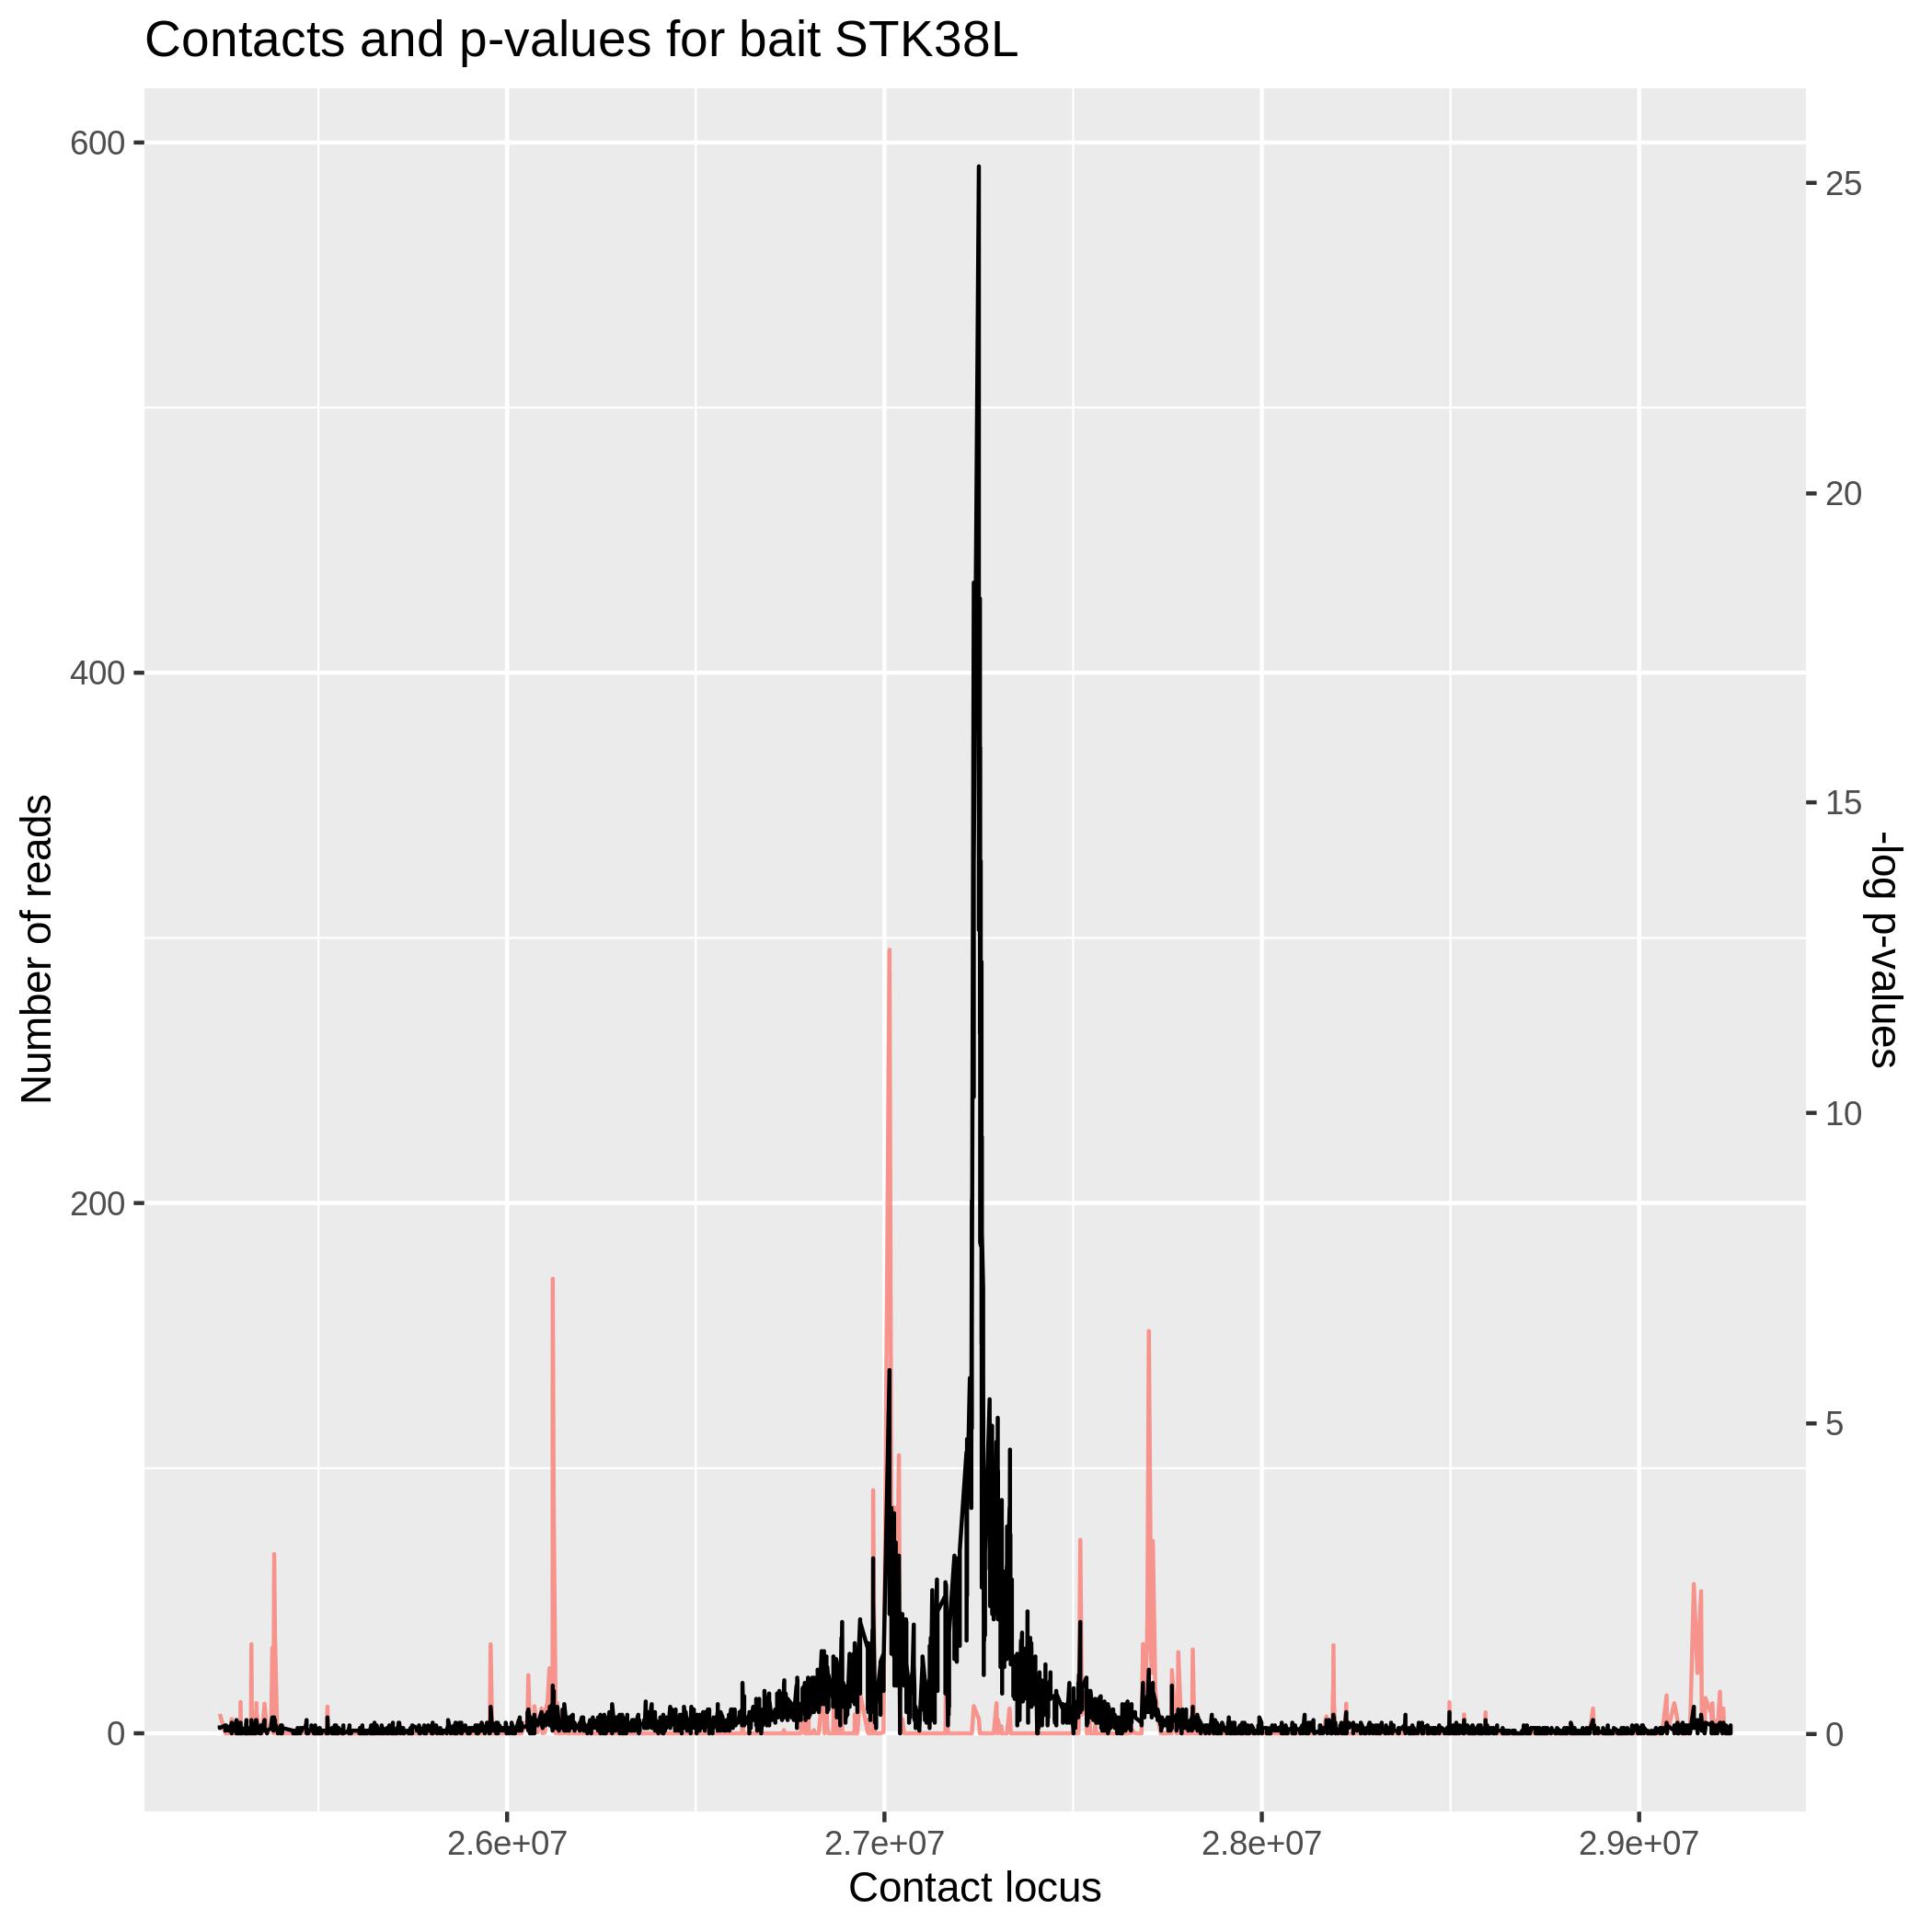 Contacts and p-values for bait STK38L
600
400
200
0
Number of reads
25
20
15
10
5
0
-log p-values
2.6e+07
2.7e+07
2.8e+07
2.9e+07
Contact locus